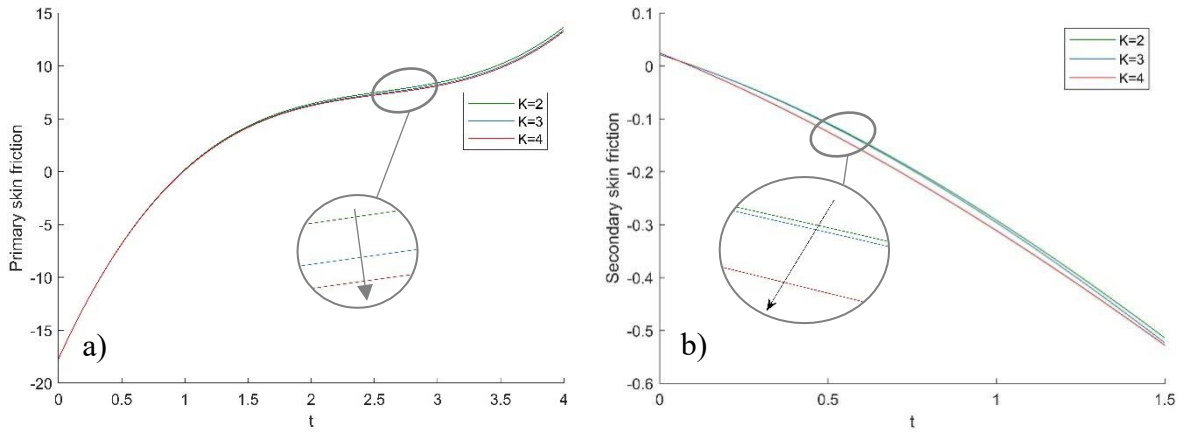 15
10
5
0
-5
-10
-15
-20
Primary skin friction
K=2
K=3
K=4
a)
0 0.5 1 1.5 2 2.5 3 3.5 4
t
0.1
0
-0.1
-0.2
-0.3
-0.4
-0.5
-0.6
Secondary skin friction
K=2
K=3
K=4
b)
0 0.5 1 1.5
t